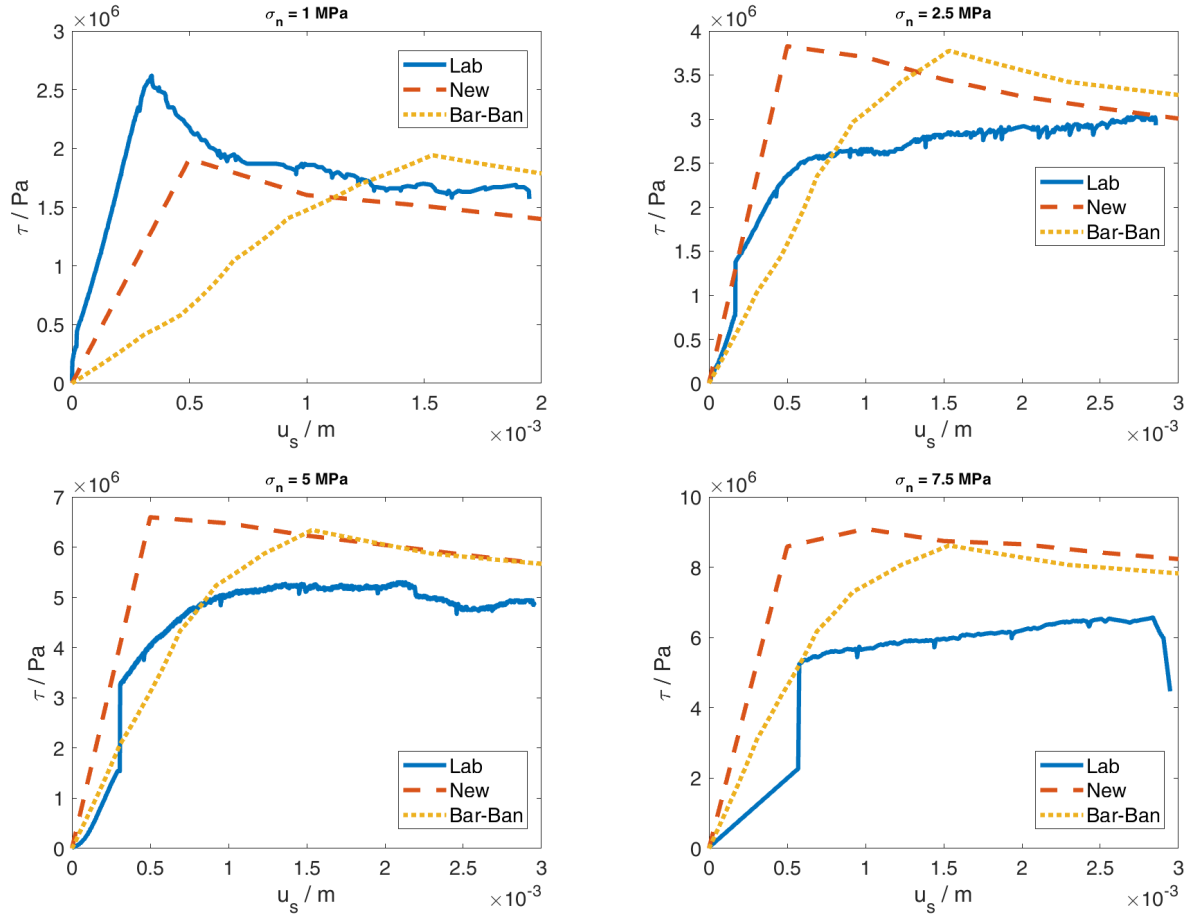 σn = 1 MPa
×10^6
3
2.5
2
1.5
1
0.5
0
τ / Pa
Lab
New
Bar-Ban
0 0.5 1 1.5 2
u_s / m
×10^-3
σn = 2.5 MPa
×10^6
4
3.5
3
2.5
2
1.5
1
0.5
0
τ / Pa
Lab
New
Bar-Ban
0 0.5 1 1.5 2 2.5 3
u_s / m
×10^-3
σn = 5 MPa
×10^6
7
6
5
4
3
2
1
0
τ / Pa
Lab
New
Bar-Ban
0 0.5 1 1.5 2 2.5 3
u_s / m
×10^-3
σn = 7.5 MPa
×10^6
10
8
6
4
2
0
τ / Pa
Lab
New
Bar-Ban
0 0.5 1 1.5 2 2.5 3
u_s / m
×10^-3